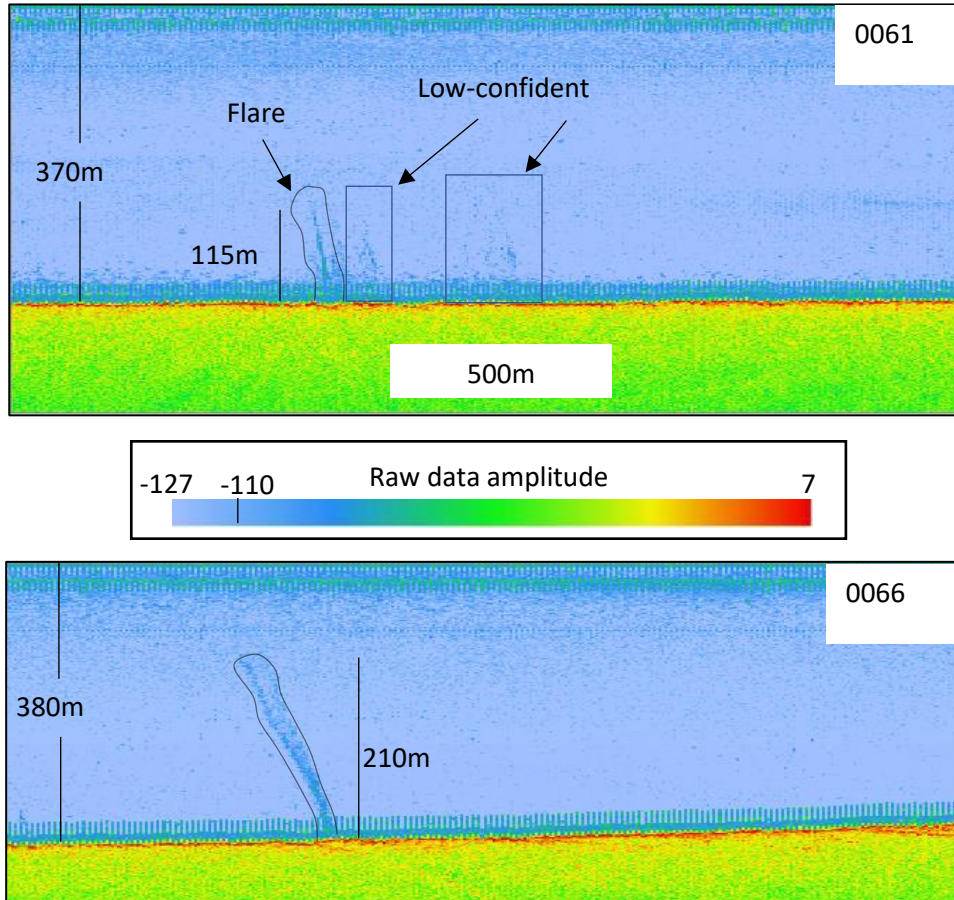 0061
Low-confident
Flare
370m
115m
500m
-127 -110 Raw data amplitude 7
0066
380m
210m